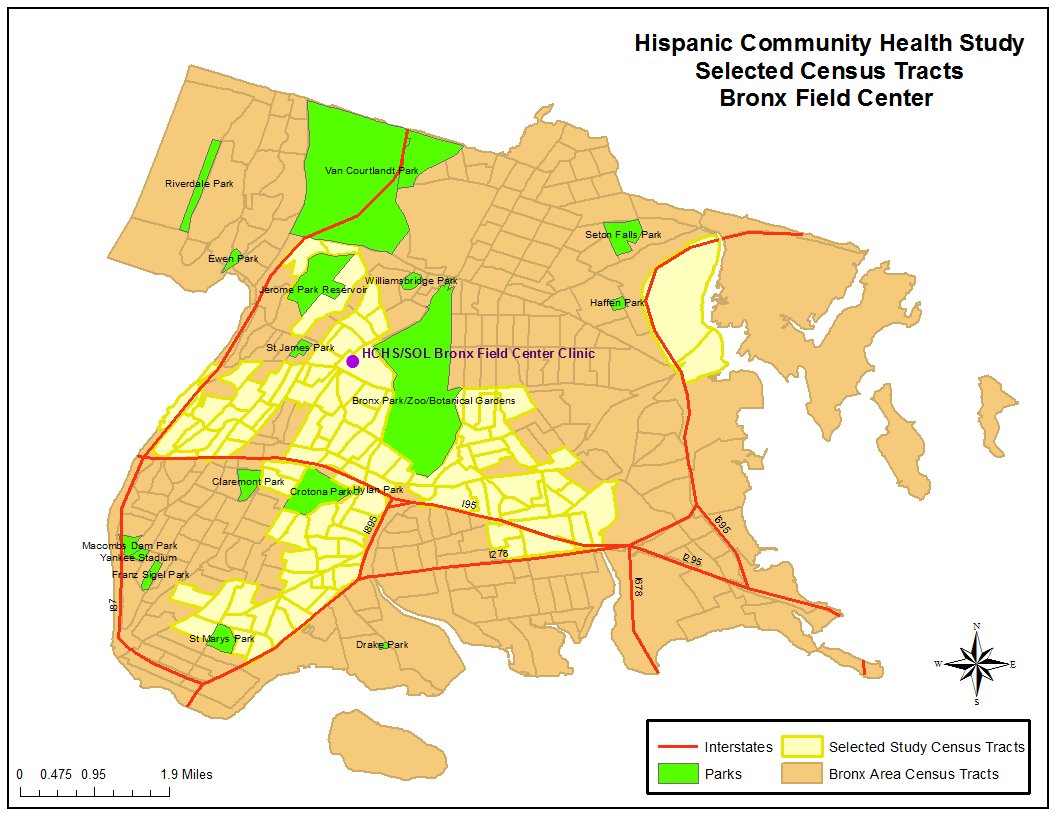 Hispanic Community Health Study
Selected Census Tracts
Bronx Field Center
Van Courtlandt Park
Riverdale Park
Seton Falls Park
Ewen Park
Williamsbridge Park
Jerome Park Reservoir
Haffen Park
St James Park
HCHS/SOL Bronx Field Center Clinic
Bronx Park/Zoo/Botanical Gardens
Claremont Park
Crotona Park
Hylan Park
I95
I895
I695
Macombs Dam Park
Yankee Stadium
I278
I295
Franz Sigel Park
I678
I87
St Marys Park
Drake Park
N
W
E
S
Interstates
Selected Study Census Tracts
Parks
Bronx Area Census Tracts
0 0.475 0.95 1.9 Miles